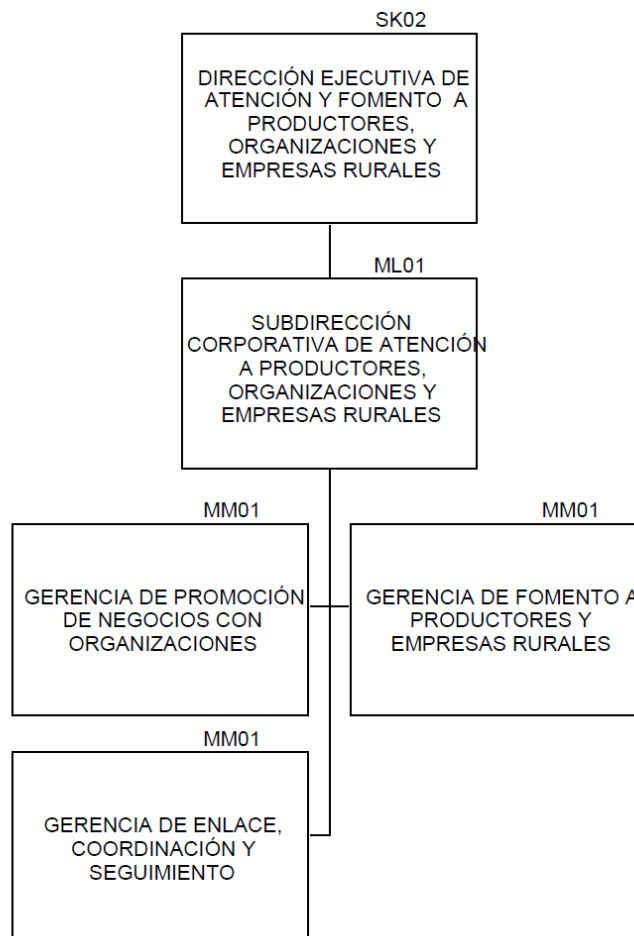 SK02
DIRECCIÓN EJECUTIVA DE
ATENCIÓN Y FOMENTO A
PRODUCTORES,
ORGANIZACIONES Y
EMPRESAS RURALES
ML01
SUBDIRECCIÓN
CORPORATIVA DE ATENCIÓN
A PRODUCTORES,
ORGANIZACIONES Y
EMPRESAS RURALES
MM01
GERENCIA DE PROMOCIÓN
DE NEGOCIOS CON
ORGANIZACIONES
MM01
GERENCIA DE FOMENTO A
PRODUCTORES Y
EMPRESAS RURALES
MM01
GERENCIA DE ENLACE,
COORDINACIÓN Y
SEGUIMIENTO